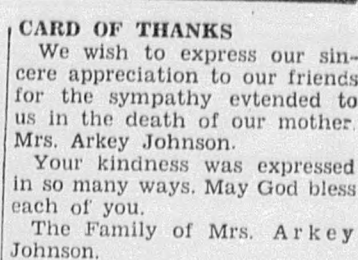 CARD OF THANKS
We wish to express our sin-
cere appreciation to our friends
for the sympathy evtended to
us in the death of our mother.
Mrs. Arkey Johnson.
Your kindness was expressed
in so many ways. May God bless
each of you.
The Family of Mrs. Arkey
Johnson.